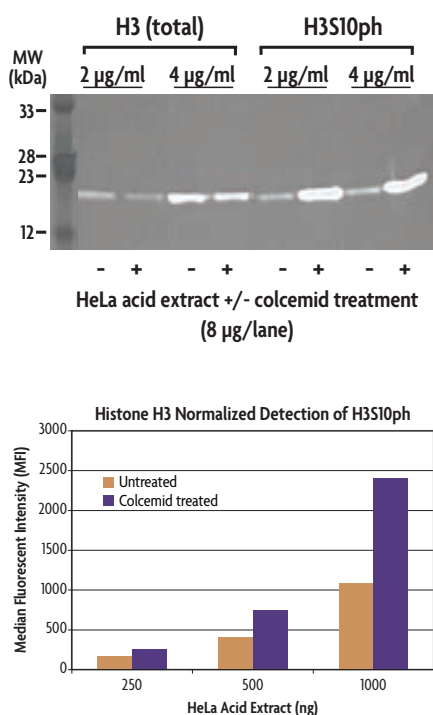 H3 (total) H3S10ph
MW
(kDa)
2 µg/ml 4 µg/ml 2 µg/ml 4 µg/ml
33
28
23
12
- + - + - + - +
HeLa acid extract +/- colcemid treatment
(8 µg/lane)
Histone H3 Normalized Detection of H3S10ph
Median Fluorescent Intensity (MFI)
3000
2500
2000
1500
1000
500
0
Untreated
Colcemid treated
250 500 1000
HeLa Acid Extract (ng)